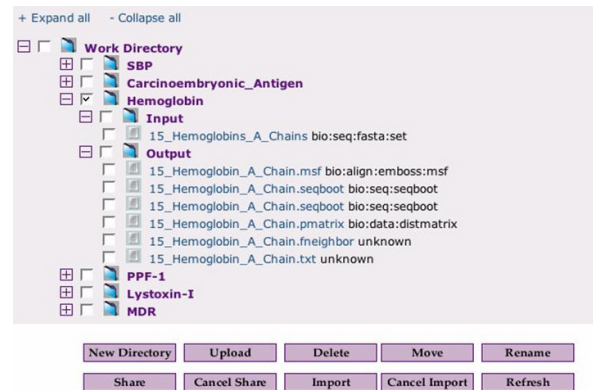 + Expand all - Collapse all
Work Directory
SBP
Carcinoembryonic_Antigen
Hemoglobin
Input
15_Hemoglobins_A_Chains bio:seq:fasta:set
Output
15_Hemoglobin_A_Chain.msf bio:align:emboss:msf
15_Hemoglobin_A_Chain.seqboot bio:seq:seqboot
15_Hemoglobin_A_Chain.seqboot bio:seq:seqboot
15_Hemoglobin_A_Chain.pmatrix bio:data:distmatrix
15_Hemoglobin_A_Chain.fneighbor unknown
15_Hemoglobin_A_Chain.txt unknown
PPF-1
Lystoxin-I
MDR
New Directory Upload Delete Move Rename
Share Cancel Share Import Cancel Import Refresh